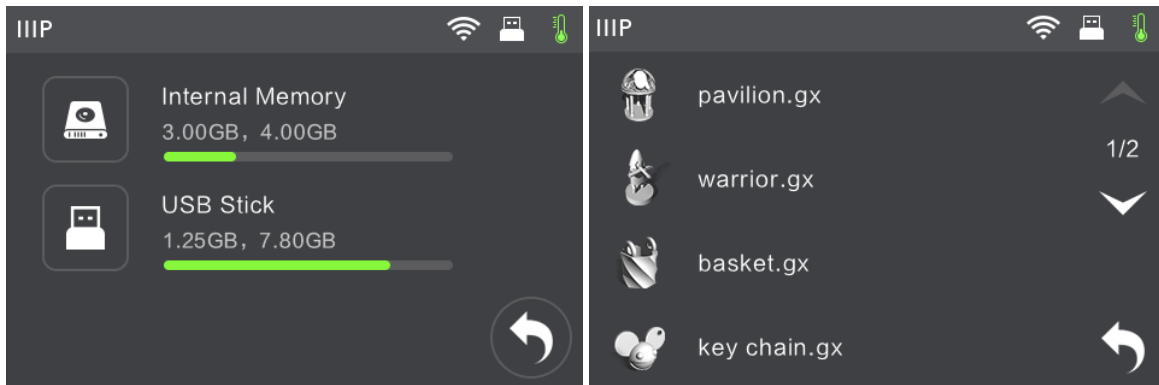 IIIP
Internal Memory
3.00GB, 4.00GB
USB Stick
1.25GB, 7.80GB
IIIP
pavilion.gx
1/2
warrior.gx
basket.gx
key chain.gx